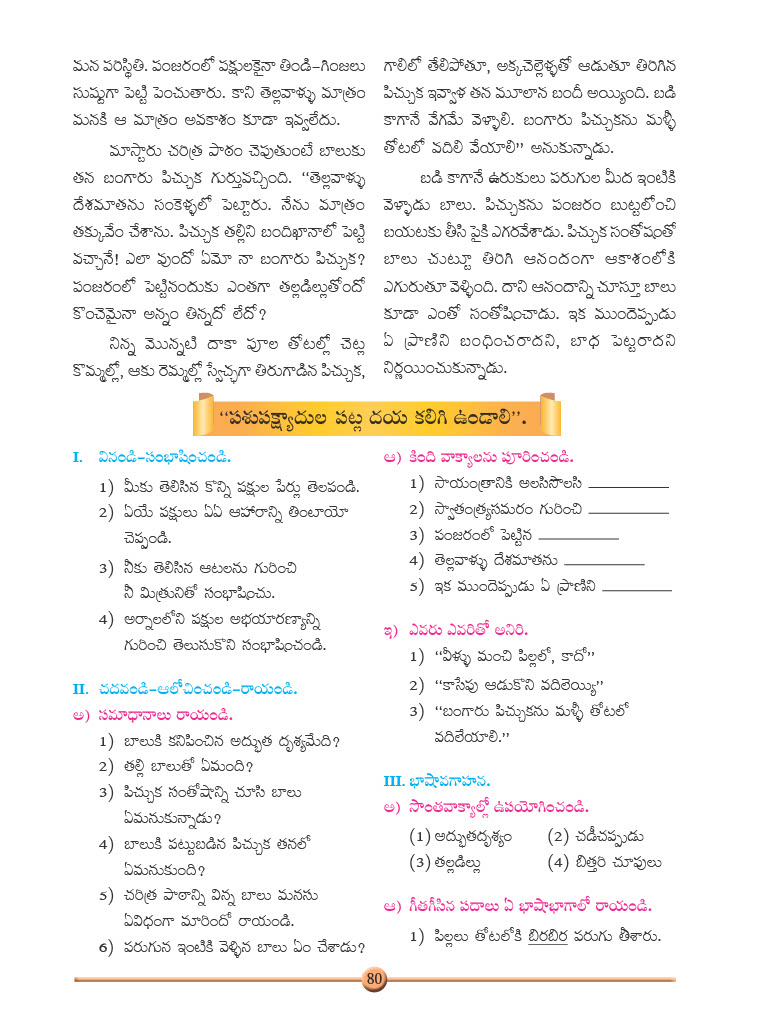 మన పరిస్థితి. పంజరంలో పక్షులకైనా తిండి–గింజలు
సుష్టుగా పెట్టి పెంచుతారు. కాని తెల్లవాళ్ళు మాత్రం
మనకి ఆ మాత్రం అవకాశం కూడా ఇవ్వలేదు.
మాస్టారు చరిత్ర పాఠం చెపుతుంటే బాలుకు
తన బంగారు పిచ్చుక గుర్తువచ్చింది. “తెల్లవాళ్ళు
దేశమాతను సంకెళ్ళలో పెట్టారు. నేను మాత్రం
తక్కువేం చేశాను. పిచ్చుక తల్లిని బందిఖానాలో పెట్టి
వచ్చానే! ఎలా వుందో ఏమో నా బంగారు పిచ్చుక?
పంజరంలో పెట్టినందుకు ఎంతగా తల్లడిల్లుతోందో
కొంచెమైనా అన్నం తిన్నదో లేదో?
నిన్న మొన్నటి దాకా పూల తోటల్లో చెట్ల
కొమ్మల్లో, ఆకు రెమ్మల్లో స్వేచ్ఛగా తిరుగాడిన పిచ్చుక,
గాలిలో తేలిపోతూ, అక్కచెల్లెళ్ళతో ఆడుతూ తిరిగిన
పిచ్చుక ఇవ్వాళ తన మూలాన బందీ అయ్యింది. బడి
కాగానే వేగమే వెళ్ళాలి. బంగారు పిచ్చుకను మళ్ళీ
తోటలో వదిలి వేయాలి” అనుకున్నాడు.
బడి కాగానే ఉరుకులు పరుగుల మీద ఇంటికి
వెళ్ళాడు బాలు. పిచ్చుకను పంజరం బుట్టలోంచి
బయటకు తీసి పైకి ఎగరవేశాడు. పిచ్చుక సంతోషంతో
బాలు చుట్టూ తిరిగి ఆనందంగా ఆకాశంలోకి
ఎగురుతూ వెళ్ళింది. దాని ఆనందాన్ని చూస్తూ బాలు
కూడా ఎంతో సంతోషించాడు. ఇక ముందెప్పుడు
ఏ ప్రాణిని బంధించరాదని, బాధ పెట్టరాదని
నిర్ణయించుకున్నాడు.
“పశుపక్ష్యాదుల పట్ల దయ కలిగి ఉండాలి”.
I. వినండి–సంభాషించండి.
1) మీకు తెలిసిన కొన్ని పక్షుల పేర్లు తెలపండి.
2) ఏయే పక్షులు ఏఏ ఆహారాన్ని తింటాయో
చెప్పండి.
3) నీకు తెలిసిన ఆటలను గురించి
నీ మిత్రునితో సంభాషించు.
4) అర్నాలలోని పక్షుల అభయారణ్యాన్ని
గురించి తెలుసుకొని సంభాషించండి.
II. చదవండి–ఆలోచించండి–రాయండి.
అ) సమాధానాలు రాయండి.
1) బాలుకి కనిపించిన అద్భుత దృశ్యమేది?
2) తల్లి బాలుతో ఏమంది?
3) పిచ్చుక సంతోషాన్ని చూసి బాలు
ఏమనుకున్నాడు?
4) బాలుకి పట్టుబడిన పిచ్చుక తనలో
ఏమనుకుంది?
5) చరిత్ర పాఠాన్ని విన్న బాలు మనసు
ఏవిధంగా మారిందో రాయండి.
6) పరుగున ఇంటికి వెళ్ళిన బాలు ఏం చేశాడు?
ఆ) కింది వాక్యాలను పూరించండి.
1) సాయంత్రానికి అలసిసొలసి __________
2) స్వాతంత్ర్యసమరం గురించి __________
3) పంజరంలో పెట్టిన __________
4) తెల్లవాళ్ళు దేశమాతను __________
5) ఇక ముందెప్పుడు ఏ ప్రాణిని _________
ఇ) ఎవరు ఎవరితో అనిరి.
1) “వీళ్ళు మంచి పిల్లలో, కాదో”
2) “కాసేపు ఆడుకొని వదిలెయ్యి”
3) “బంగారు పిచ్చుకను మళ్ళీ తోటలో
వదిలేయాలి.”
III. భాషావగాహన.
అ) సొంతవాక్యాల్లో ఉపయోగించండి.
(1) అద్భుతదృశ్యం (2) చడీచప్పుడు
(3) తల్లడిల్లు (4) బిత్తరి చూపులు
ఆ) గీతగీసిన పదాలు ఏ భాషాభాగాలో రాయండి.
1) పిల్లలు తోటలోకి బిరబిర పరుగు తీశారు.
80